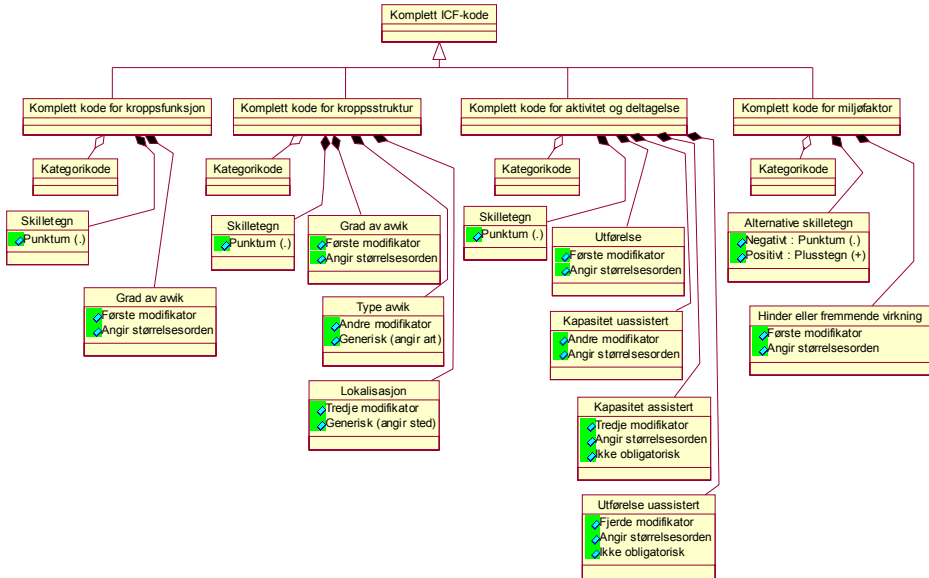 Komplett ICF-kode
Komplett kode for kroppsfunksjon
Kategorikode
Skilletegn
Punktum (.)
Grad av avvik
Første modifikator
Angir størrelsesorden
Komplett kode for kroppsstruktur
Kategorikode
Skilletegn
Punktum (.)
Grad av avvik
Første modifikator
Angir størrelsesorden
Type avvik
Andre modifikator
Generisk (angir art)
Lokalisasjon
Tredje modifikator
Generisk (angir sted)
Komplett kode for aktivitet og deltagelse
Kategorikode
Skilletegn
Punktum (.)
Utførelse
Første modifikator
Angir størrelsesorden
Kapasitet uassistert
Andre modifikator
Angir størrelsesorden
Kapasitet assistert
Tredje modifikator
Angir størrelsesorden
Ikke obligatorisk
Utførelse uassistert
Fjerde modifikator
Angir størrelsesorden
Ikke obligatorisk
Komplett kode for miljøfaktor
Kategorikode
Alternative skilletegn
Negativt : Punktum (.)
Positivt : Plusstegn (+)
Hinder eller fremmende virkning
Første modifikator
Angir størrelsesorden